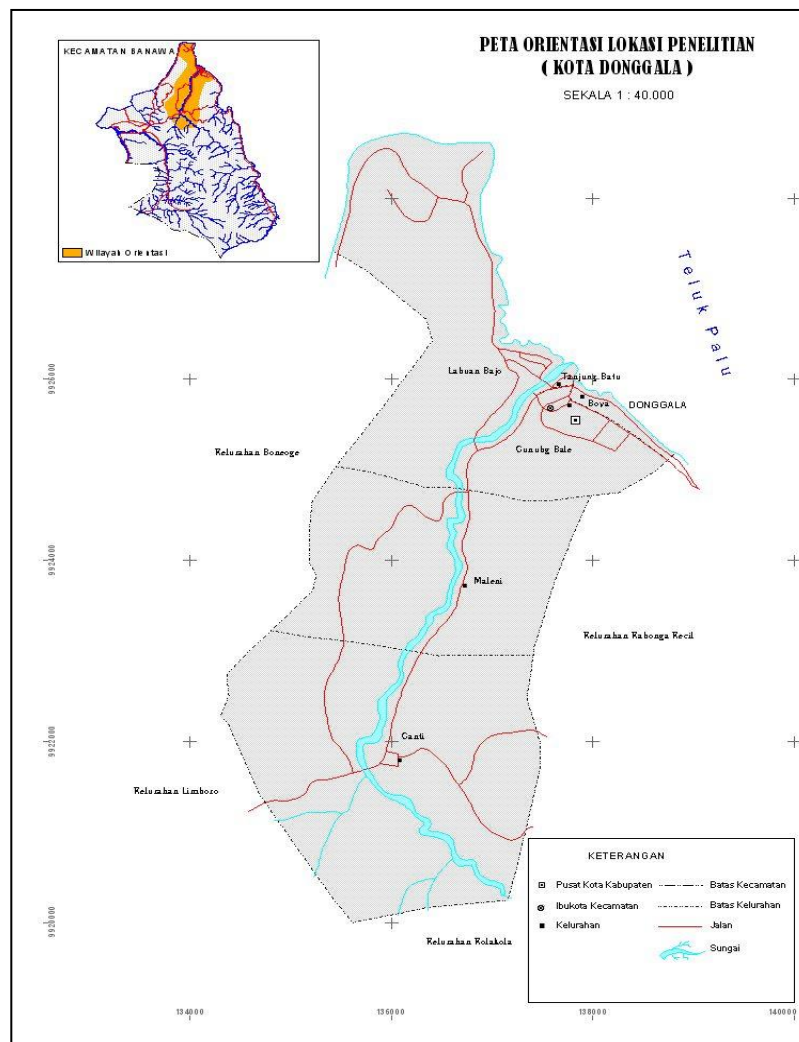 KECAMATAN BANAWA
Wilayah Orientasi
PETA ORIENTASI LOKASI PENELITIAN
( KOTA DONGGALA )
SEKALA 1 : 40.000
Teluk Palu
Labuan Bajo
Tanjung Batu
Boya
DONGGALA
Gunubg Bale
Kelurahan Boneoge
Maleni
Kelurahan Kabonga Kecil
Ganti
Kelurahan Limboro
Kelurahan Kolakola
9926000
9924000
9922000
9920000
134000
136000
138000
140000
KETERANGAN
Pusat Kota Kabupaten
Batas Kecamatan
Ibukota Kecamatan
Batas Kelurahan
Kelurahan
Jalan
Sungai